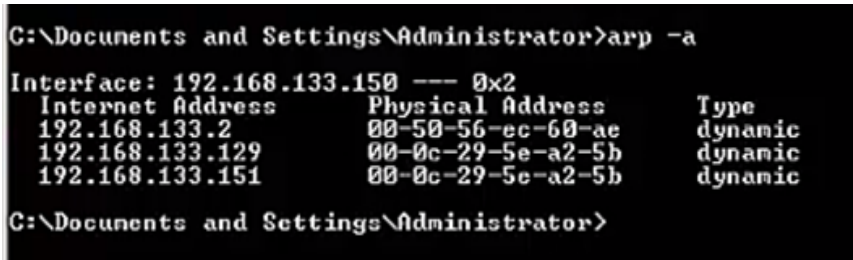 C:\Documents and Settings\Administrator>arp -a
Interface: 192.168.133.150 --- 0x2
Internet Address Physical Address Type
192.168.133.2 00-50-56-ec-60-ae dynamic
192.168.133.129 00-0c-29-5e-a2-5b dynamic
192.168.133.151 00-0c-29-5e-a2-5b dynamic
C:\Documents and Settings\Administrator>